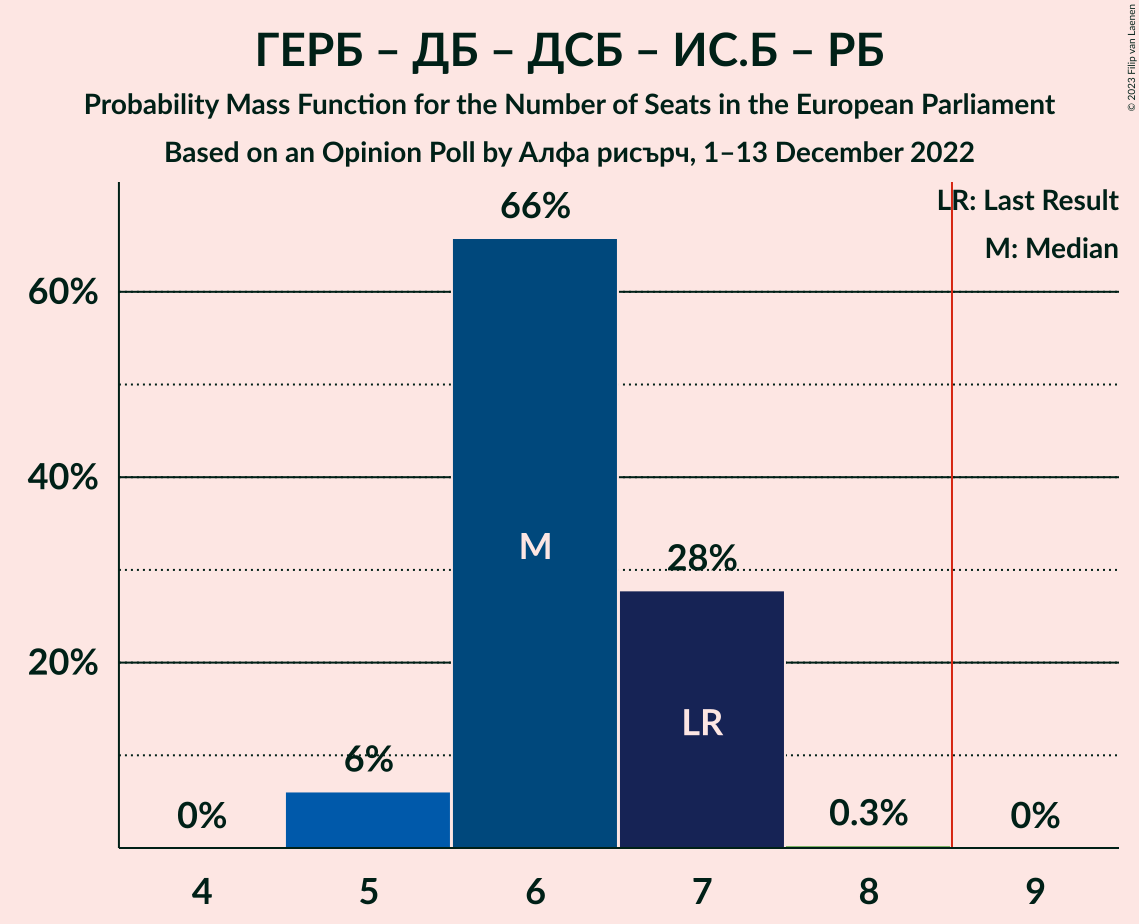 ГЕРБ – ДБ – ДСБ – ИС.Б – РБ
Probability Mass Function for the Number of Seats in the European Parliament
Based on an Opinion Poll by Алфа рисърч, 1–13 December 2022
© 2023 Filip van Laenen
LR: Last Result
M: Median
66%
60%
40%
M
28%
20%
LR
6%
0%
0.3%
0%
4 5 6 7 8 9